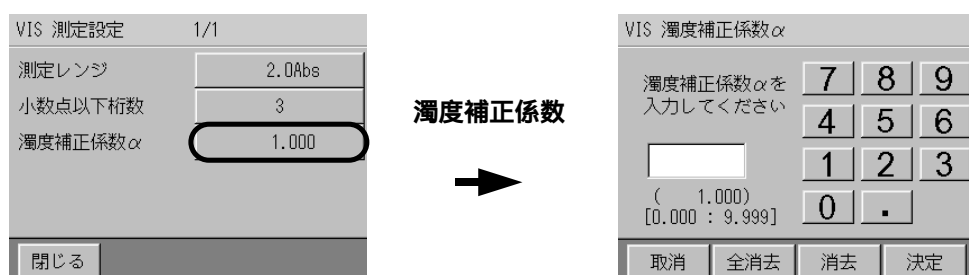 VIS 測定設定 1/1
測定レンジ 2.0Abs
小数点以下桁数 3
濁度補正係数α 1.000
閉じる
濁度補正係数
VIS 濁度補正係数α
濁度補正係数αを
入力してください
( 1.000)
[0.000 : 9.999]
7 8 9
4 5 6
1 2 3
0 .
取消 全消去 消去 決定